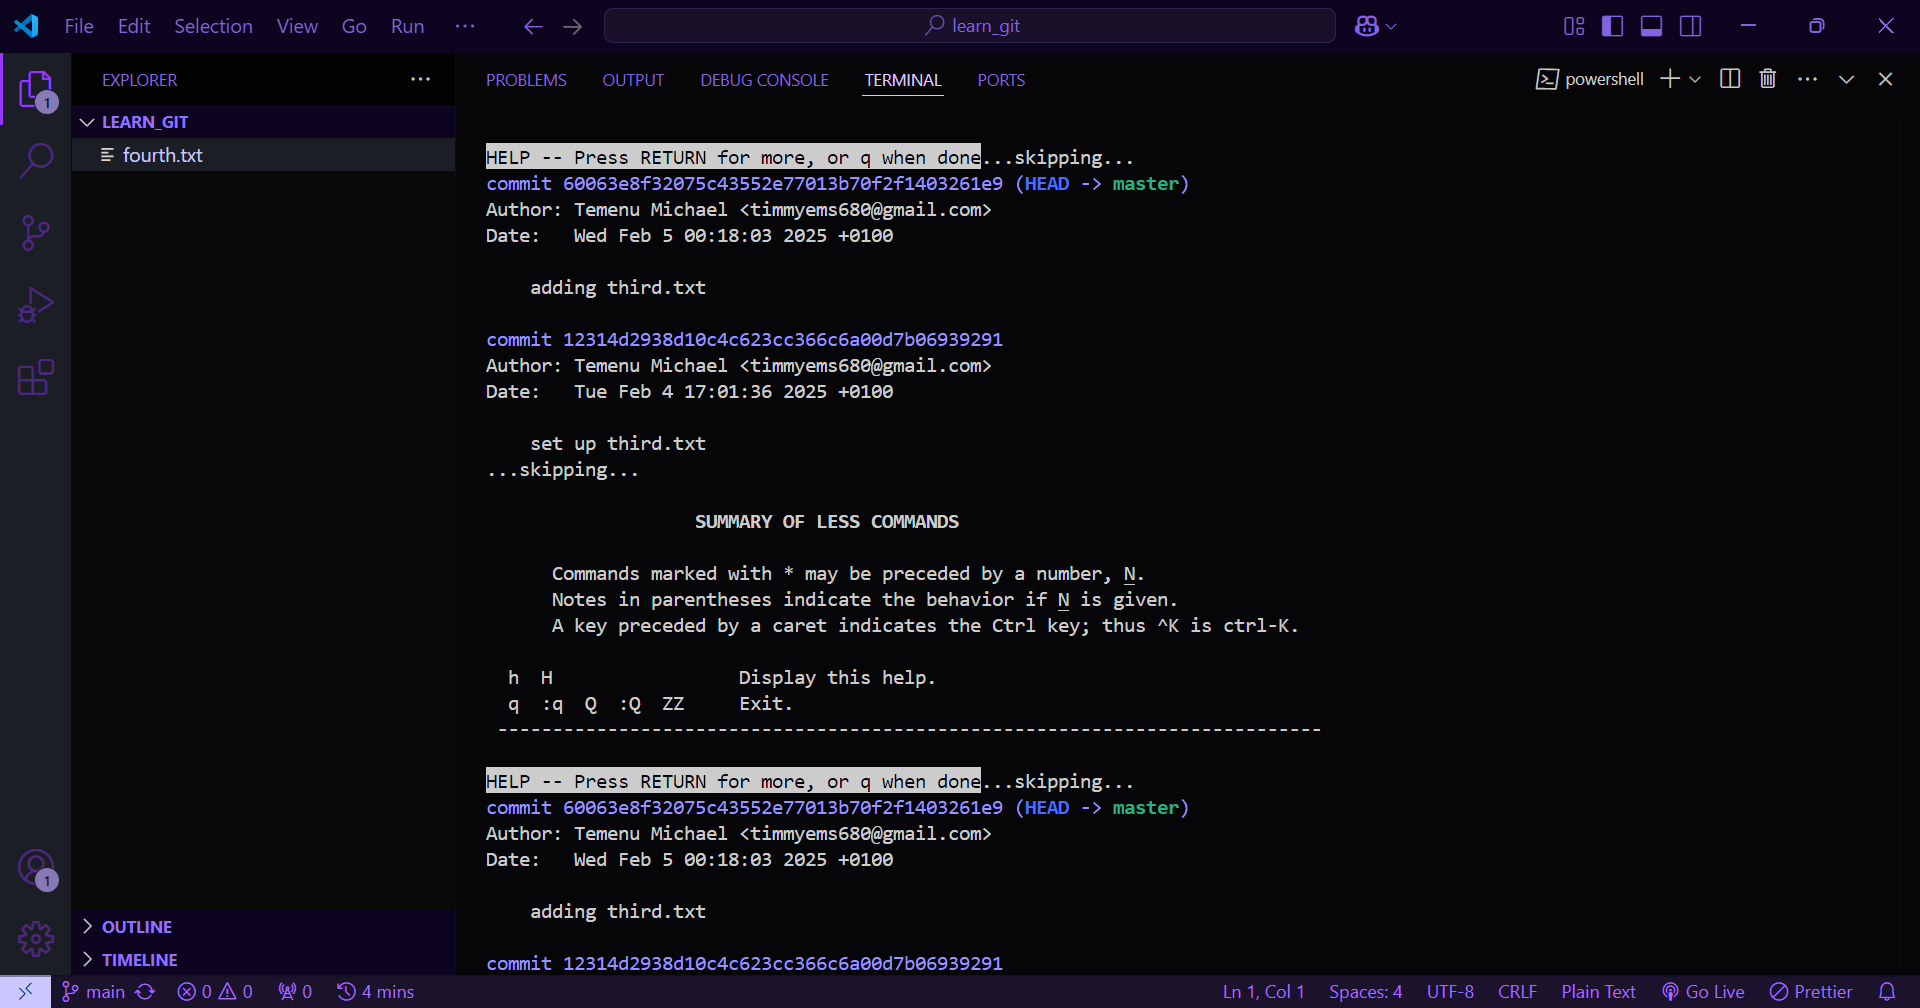 File Edit Selection View Go Run ... learn_git
EXPLORER ...
LEARN_GIT
fourth.txt
OUTLINE
TIMELINE
1
1
PROBLEMS OUTPUT DEBUG CONSOLE TERMINAL PORTS
powershell
HELP -- Press RETURN for more, or q when done...skipping...
commit 60063e8f32075c43552e77013b70f2f1403261e9 (HEAD -> master)
Author: Temenu Michael <timmyems680@gmail.com>
Date:   Wed Feb 5 00:18:03 2025 +0100
adding third.txt
commit 12314d2938d10c4c623cc366c6a00d7b06939291
Author: Temenu Michael <timmyems680@gmail.com>
Date:   Tue Feb 4 17:01:36 2025 +0100
set up third.txt
...skipping...
SUMMARY OF LESS COMMANDS
Commands marked with * may be preceded by a number, N.
Notes in parentheses indicate the behavior if N is given.
A key preceded by a caret indicates the Ctrl key; thus ^K is ctrl-K.
h  H                 Display this help.
q  :q  Q  :Q  ZZ     Exit.
---------------------------------------------------------------------------
HELP -- Press RETURN for more, or q when done...skipping...
commit 60063e8f32075c43552e77013b70f2f1403261e9 (HEAD -> master)
Author: Temenu Michael <timmyems680@gmail.com>
Date:   Wed Feb 5 00:18:03 2025 +0100
adding third.txt
commit 12314d2938d10c4c623cc366c6a00d7b06939291
main 0 0 0 4 mins Ln 1, Col 1 Spaces: 4 UTF-8 CRLF Plain Text Go Live Prettier